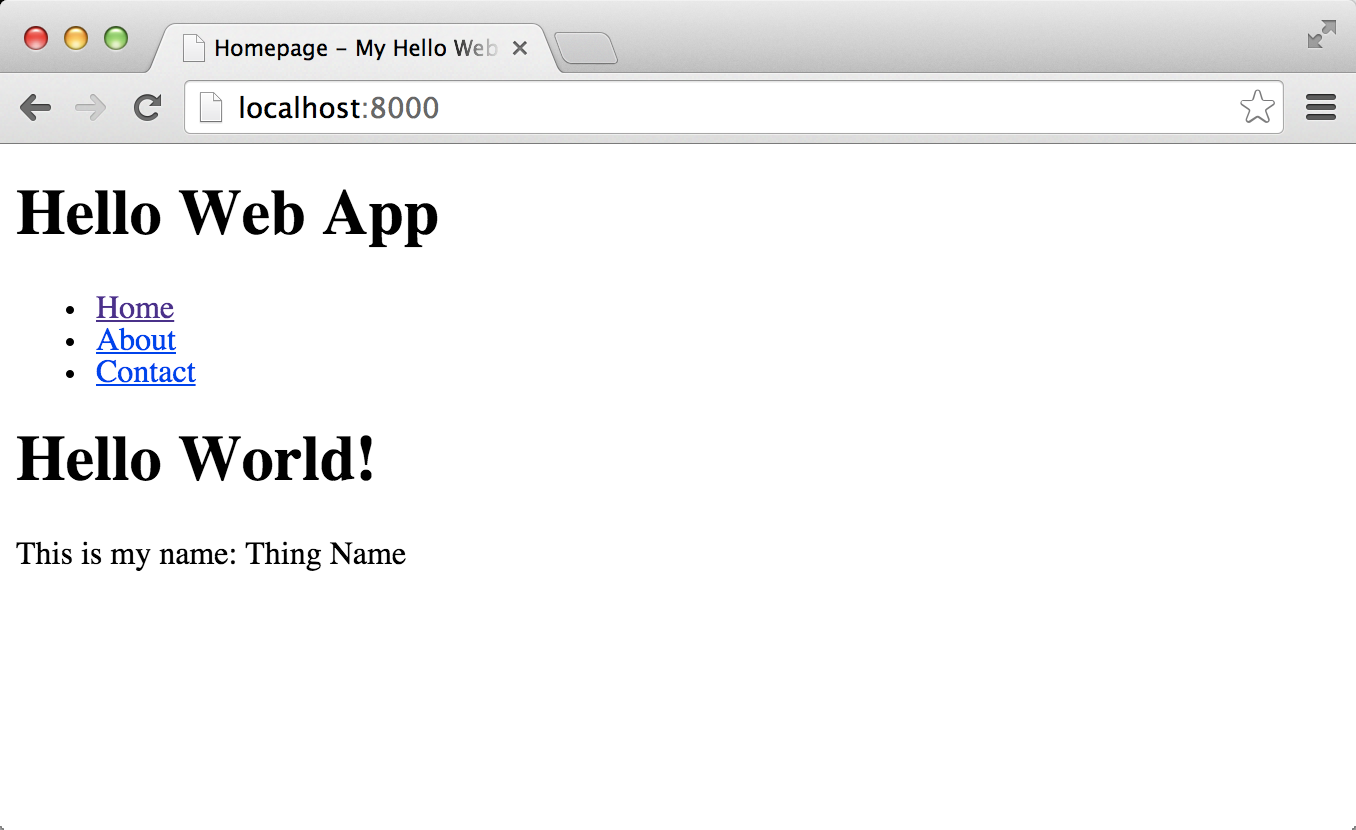 Homepage – My Hello Web
localhost:8000
Hello Web App
Home
About
Contact
Hello World!
This is my name: Thing Name